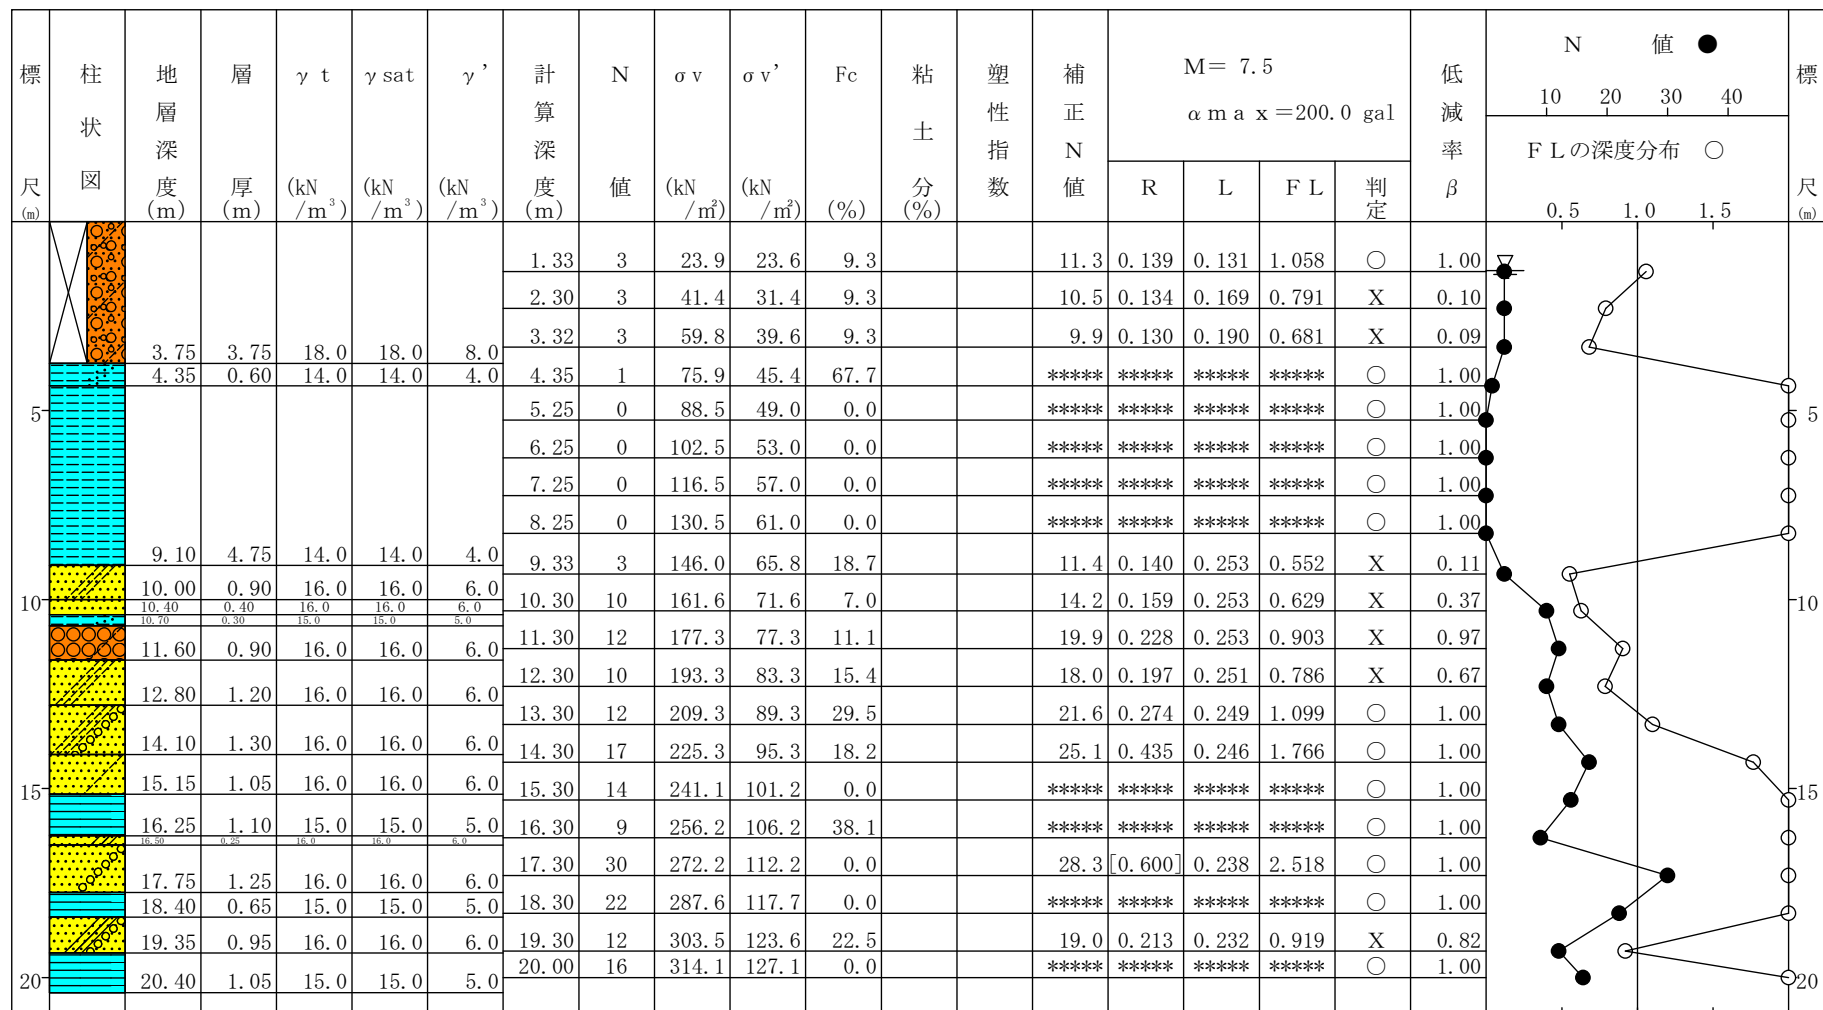 標尺(m) 柱状図 地層深度(m) 層厚(m) γt(kN/m³) γsat(kN/m³) γ'(kN/m³) 計算深度(m) N値 σv(kN/㎡) σv'(kN/㎡) Fc(%) 粘土分(%) 塑性指数 補正N値 M= 7.5 αmax=200.0 gal R L FL 判定 低減率β N 値 ● 標尺(m)
10 20 30 40
FLの深度分布 ○
0.5 1.0 1.5
1.33 3 23.9 23.6 9.3 11.3 0.139 0.131 1.058 ○ 1.00
2.30 3 41.4 31.4 9.3 10.5 0.134 0.169 0.791 X 0.10
3.32 3 59.8 39.6 9.3 9.9 0.130 0.190 0.681 X 0.09
3.75 3.75 18.0 18.0 8.0
4.35 0.60 14.0 14.0 4.0 4.35 1 75.9 45.4 67.7 ***** ***** ***** ***** ○ 1.00
5 5.25 0 88.5 49.0 0.0 ***** ***** ***** ***** ○ 1.00 5
6.25 0 102.5 53.0 0.0 ***** ***** ***** ***** ○ 1.00
7.25 0 116.5 57.0 0.0 ***** ***** ***** ***** ○ 1.00
8.25 0 130.5 61.0 0.0 ***** ***** ***** ***** ○ 1.00
9.10 4.75 14.0 14.0 4.0
9.33 3 146.0 65.8 18.7 11.4 0.140 0.253 0.552 X 0.11
10.00 0.90 16.0 16.0 6.0
10 10.40 0.40 16.0 16.0 6.0 10.30 10 161.6 71.6 7.0 14.2 0.159 0.253 0.629 X 0.37 10
10.70 0.30 15.0 15.0 5.0
11.30 12 177.3 77.3 11.1 19.9 0.228 0.253 0.903 X 0.97
11.60 0.90 16.0 16.0 6.0
12.30 10 193.3 83.3 15.4 18.0 0.197 0.251 0.786 X 0.67
12.80 1.20 16.0 16.0 6.0
13.30 12 209.3 89.3 29.5 21.6 0.274 0.249 1.099 ○ 1.00
14.10 1.30 16.0 16.0 6.0
14.30 17 225.3 95.3 18.2 25.1 0.435 0.246 1.766 ○ 1.00
15.15 1.05 16.0 16.0 6.0
15 15.30 14 241.1 101.2 0.0 ***** ***** ***** ***** ○ 1.00 15
16.25 1.10 15.0 15.0 5.0 16.30 9 256.2 106.2 38.1 ***** ***** ***** ***** ○ 1.00
16.50 0.25 16.0 16.0 6.0
17.30 30 272.2 112.2 0.0 28.3 [0.600] 0.238 2.518 ○ 1.00
17.75 1.25 16.0 16.0 6.0
18.40 0.65 15.0 15.0 5.0 18.30 22 287.6 117.7 0.0 ***** ***** ***** ***** ○ 1.00
19.35 0.95 16.0 16.0 6.0 19.30 12 303.5 123.6 22.5 19.0 0.213 0.232 0.919 X 0.82
20.00 16 314.1 127.1 0.0 ***** ***** ***** ***** ○ 1.00
20 20.40 1.05 15.0 15.0 5.0 20